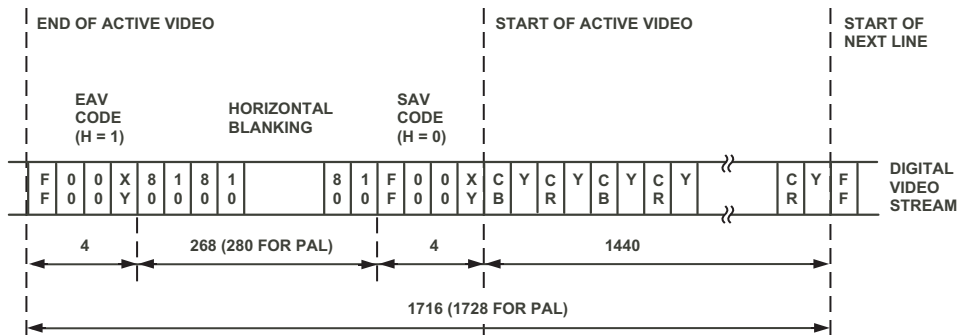 END OF ACTIVE VIDEO
START OF ACTIVE VIDEO
START OF
NEXT LINE
EAV
CODE
(H = 1)
HORIZONTAL
BLANKING
SAV
CODE
(H = 0)
F 0 0 X 8 1 8 1 8 1 F 0 0 X C Y C Y C Y C Y C Y F
F 0 0 Y 0 0 0 0 0 0 F 0 0 Y B R B R R F
DIGITAL
VIDEO
STREAM
4
268 (280 FOR PAL)
4
1440
1716 (1728 FOR PAL)